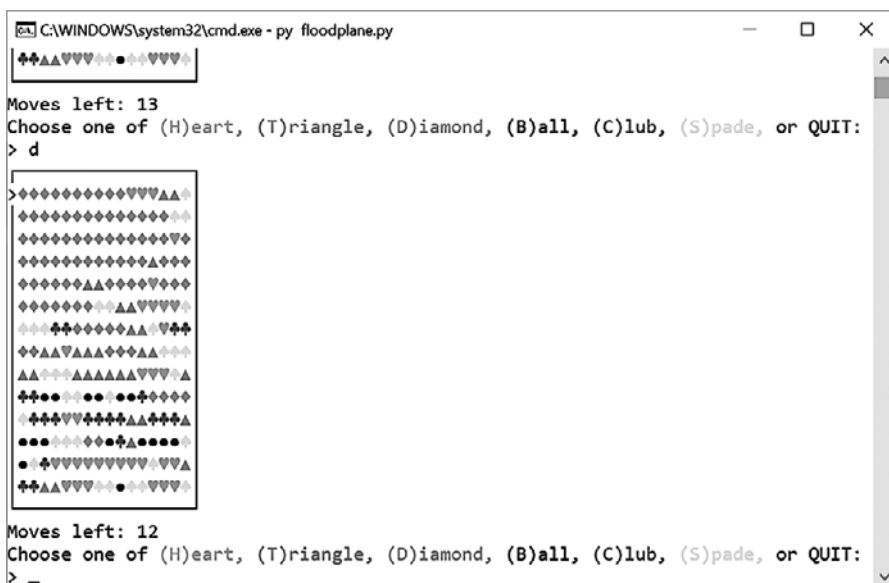 C:\WINDOWS\system32\cmd.exe - py floodplane.py
♣♣▲▲♥♥♥♠♠●♠♠♥♥♥♠
Moves left: 13
Choose one of (H)eart, (T)riangle, (D)iamond, (B)all, (C)lub, (S)pade, or QUIT:
> d
>♦♦♦♦♦♦♦♦♦♦♥♥♥▲▲♠
♦♦♦♦♦♦♦♦♦♦♦♦♦♦♠♠
♦♦♦♦♦♦♦♦♦♦♦♦♦♦♥♦
♦♦♦♦♦♦♦♦♦♦♦♦▲♦♦♦
♦♦♦♦♦♦▲▲♦♦♦♦♥♦♦♦
♦♦♦♦♦♦♦♠♠▲▲♥♥♥♥♠
♠♠♠♣♣♦♦♦♦♦▲▲♠♥♣♣
♦♦▲▲♥▲▲▲♦♦♦▲▲♠♠♠
▲▲♠♠♠▲▲▲▲▲▲♥♥♥♠▲
♣♣●●♠♠●●♠●●♣♦♦♦♦
♠♣♣♣♥♥♣♣♣♣▲▲♣♣♣▲
●●●♠♠♠♦♦●♣▲●●●●♠
●♠♣♥♥♥♥♥♥♥♥♥♠♥♥▲
♣♣▲▲♥♥♥♠♠●♠♠♥♥♥♠
Moves left: 12
Choose one of (H)eart, (T)riangle, (D)iamond, (B)all, (C)lub, (S)pade, or QUIT:
> _